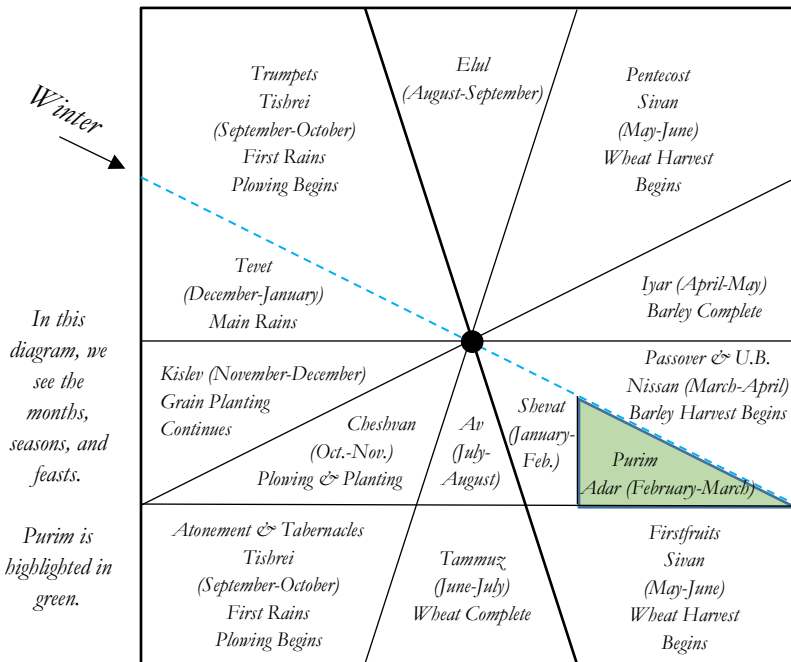 Winter
Trumpets
Tishrei
(September-October)
First Rains
Plowing Begins
Elul
(August-September)
Pentecost
Sivan
(May-June)
Wheat Harvest
Begins
Tevet
(December-January)
Main Rains
Iyar (April-May)
Barley Complete
In this
diagram, we
see the
months,
seasons, and
feasts.
Purim is
highlighted in
green.
Kislev (November-December)
Grain Planting
Continues
Cheshvan
(Oct.-Nov.)
Plowing & Planting
Av
(July-
August)
Shevat
(January-
Feb.)
Passover & U.B.
Nissan (March-April)
Barley Harvest Begins
Purim
Adar (February-March)
Atonement & Tabernacles
Tishrei
(September-October)
First Rains
Plowing Begins
Tammuz
(June-July)
Wheat Complete
Firstfruits
Sivan
(May-June)
Wheat Harvest
Begins